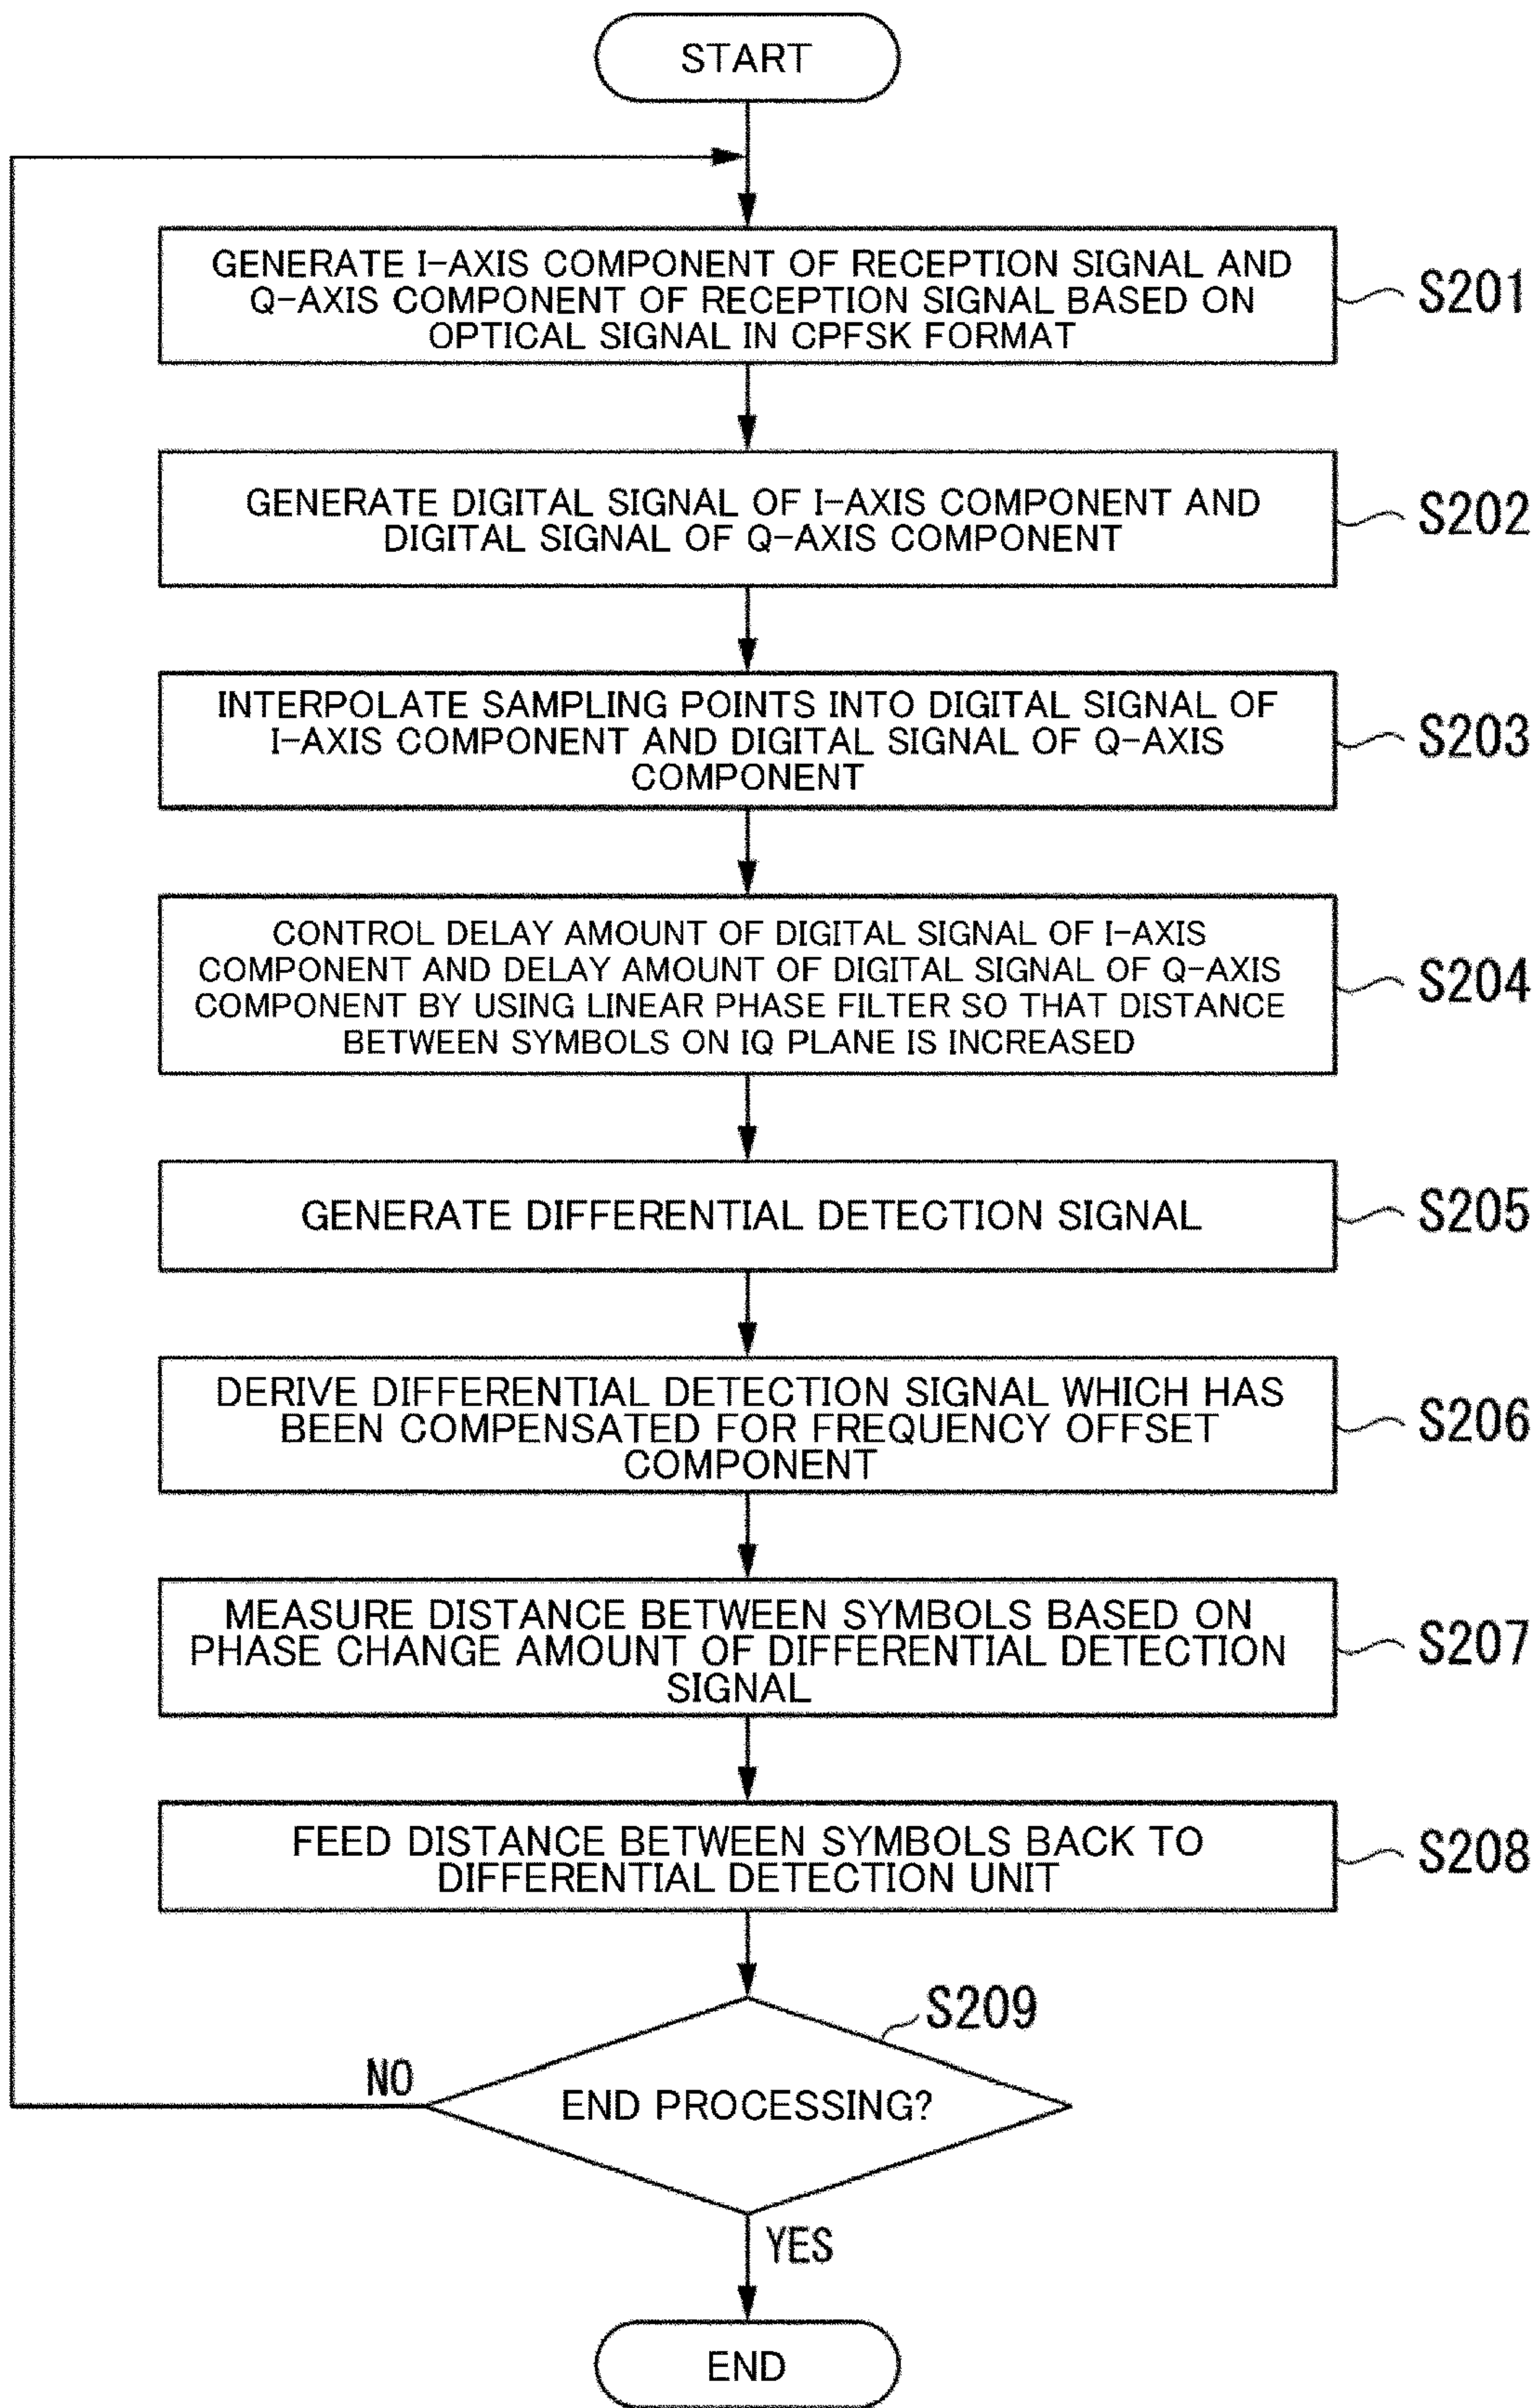 START
GENERATE I-AXIS COMPONENT OF RECEPTION SIGNAL AND
Q-AXIS COMPONENT OF RECEPTION SIGNAL BASED ON
OPTICAL SIGNAL IN CPFSK FORMAT
S201
GENERATE DIGITAL SIGNAL OF I-AXIS COMPONENT AND
DIGITAL SIGNAL OF Q-AXIS COMPONENT
S202
INTERPOLATE SAMPLING POINTS INTO DIGITAL SIGNAL OF
I-AXIS COMPONENT AND DIGITAL SIGNAL OF Q-AXIS
COMPONENT
S203
CONTROL DELAY AMOUNT OF DIGITAL SIGNAL OF I-AXIS
COMPONENT AND DELAY AMOUNT OF DIGITAL SIGNAL OF Q-AXIS
COMPONENT BY USING LINEAR PHASE FILTER SO THAT DISTANCE
BETWEEN SYMBOLS ON IQ PLANE IS INCREASED
S204
GENERATE DIFFERENTIAL DETECTION SIGNAL
S205
DERIVE DIFFERENTIAL DETECTION SIGNAL WHICH HAS
BEEN COMPENSATED FOR FREQUENCY OFFSET
COMPONENT
S206
MEASURE DISTANCE BETWEEN SYMBOLS BASED ON
PHASE CHANGE AMOUNT OF DIFFERENTIAL DETECTION
SIGNAL
S207
FEED DISTANCE BETWEEN SYMBOLS BACK TO
DIFFERENTIAL DETECTION UNIT
S208
S209
NO
END PROCESSING?
YES
END